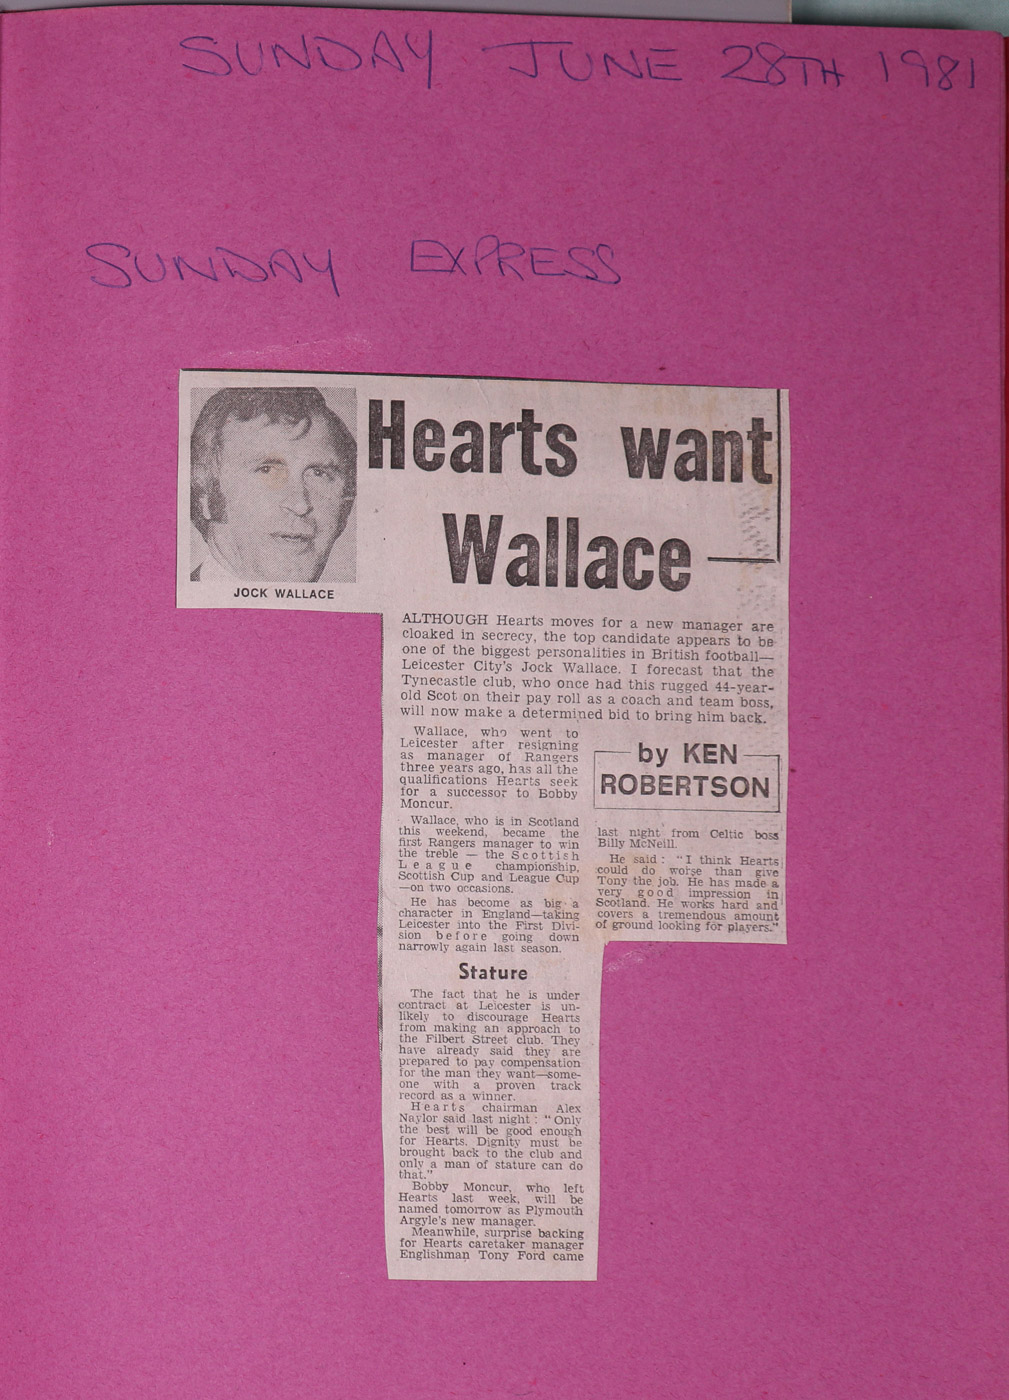 SUNDAY JUNE 28TH 1981
SUNDAY EXPRESS
Hearts want
Wallace
JOCK WALLACE
ALTHOUGH Hearts moves for a new manager are
cloaked in secrecy, the top candidate appears to be
one of the biggest personalities in British football—
Leicester City's Jock Wallace. I forecast that the
Tynecastle club, who once had this rugged 44-year-
old Scot on their pay roll as a coach and team boss,
will now make a determined bid to bring him back.
by KEN
ROBERTSON
Wallace, who went to
Leicester after resigning
as manager of Rangers
three years ago, has all the
qualifications Hearts seek
for a successor to Bobby
Moncur.
Wallace, who is in Scotland
this weekend, became the
first Rangers manager to win
the treble — the Scottish
League championship,
Scottish Cup and League Cup
—on two occasions.
He has become as big a
character in England—taking
Leicester into the First Divi-
sion before going down
narrowly again last season.
Stature
The fact that he is under
contract at Leicester is un-
likely to discourage Hearts
from making an approach to
the Filbert Street club. They
have already said they are
prepared to pay compensation
for the man they want—some-
one with a proven track
record as a winner.
Hearts chairman Alex
Naylor said last night : "Only
the best will be good enough
for Hearts. Dignity must be
brought back to the club and
only a man of stature can do
that."
Bobby Moncur, who left
Hearts last week, will be
named tomorrow as Plymouth
Argyle's new manager.
Meanwhile, surprise backing
for Hearts caretaker manager
Englishman Tony Ford came
last night from Celtic boss
Billy McNeill.
He said : "I think Hearts
could do worse than give
Tony the job. He has made a
very good impression in
Scotland. He works hard and
covers a tremendous amount
of ground looking for players."